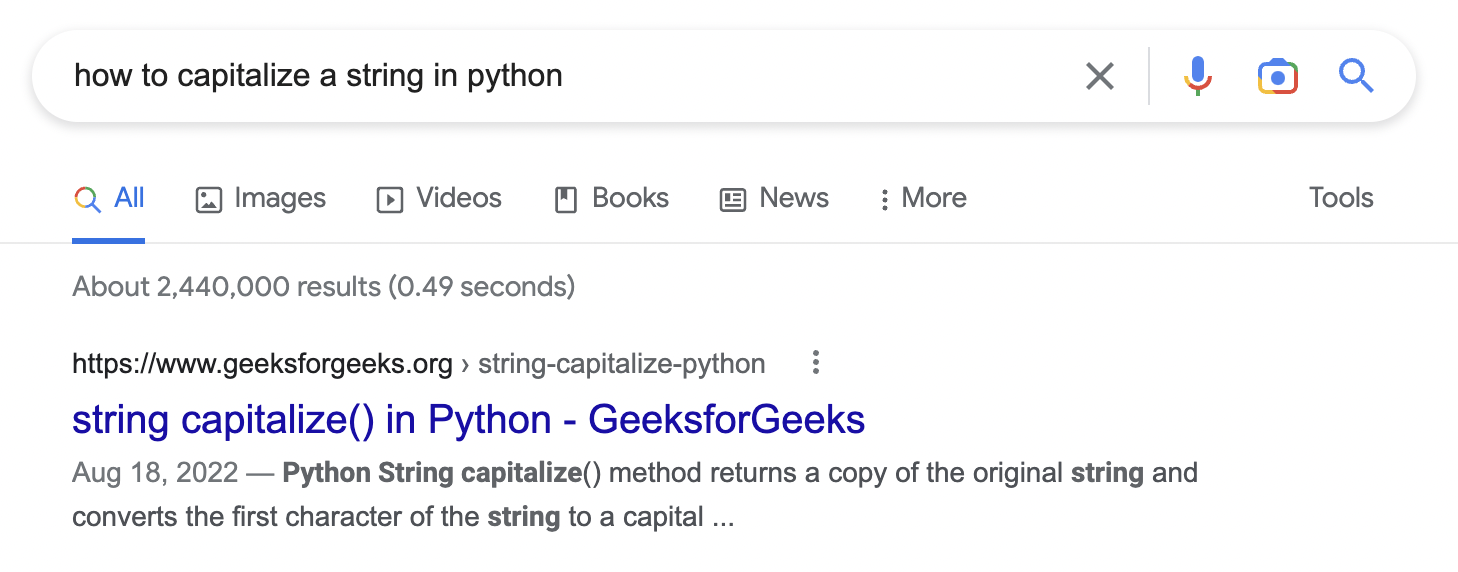 how to capitalize a string in python
All Images Videos Books News More Tools
About 2,440,000 results (0.49 seconds)
https://www.geeksforgeeks.org › string-capitalize-python
string capitalize() in Python - GeeksforGeeks
Aug 18, 2022 — Python String capitalize() method returns a copy of the original string and
converts the first character of the string to a capital ...